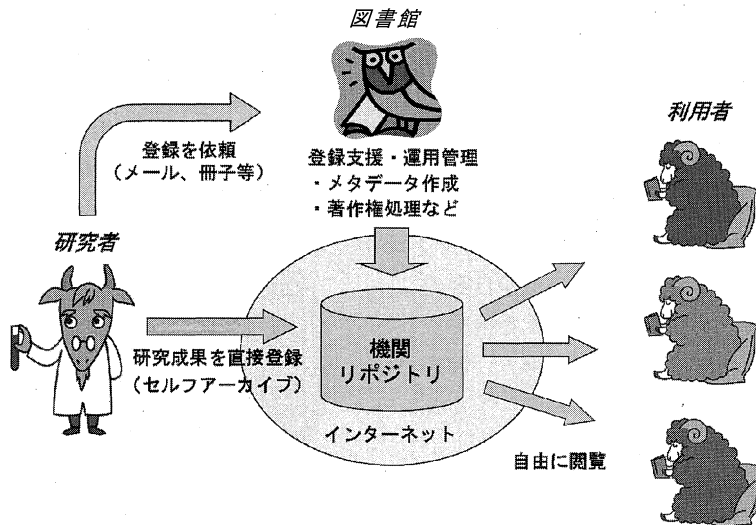 図書館
利用者
登録を依頼
（メール、冊子等）
登録支援・運用管理
・メタデータ作成
・著作権処理など
研究者
研究成果を直接登録
（セルフアーカイブ）
機関
リポジトリ
インターネット
自由に閲覧